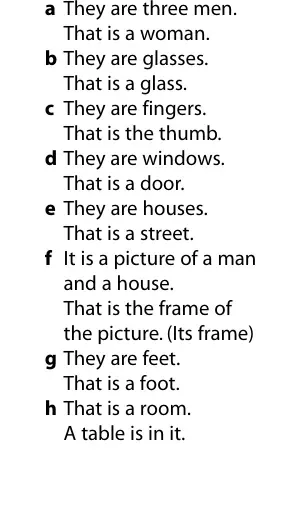 a They are three men.
That is a woman.
b They are glasses.
That is a glass.
c They are fingers.
That is the thumb.
d They are windows.
That is a door.
e They are houses.
That is a street.
f It is a picture of a man
and a house.
That is the frame of
the picture. (Its frame)
g They are feet.
That is a foot.
h That is a room.
A table is in it.